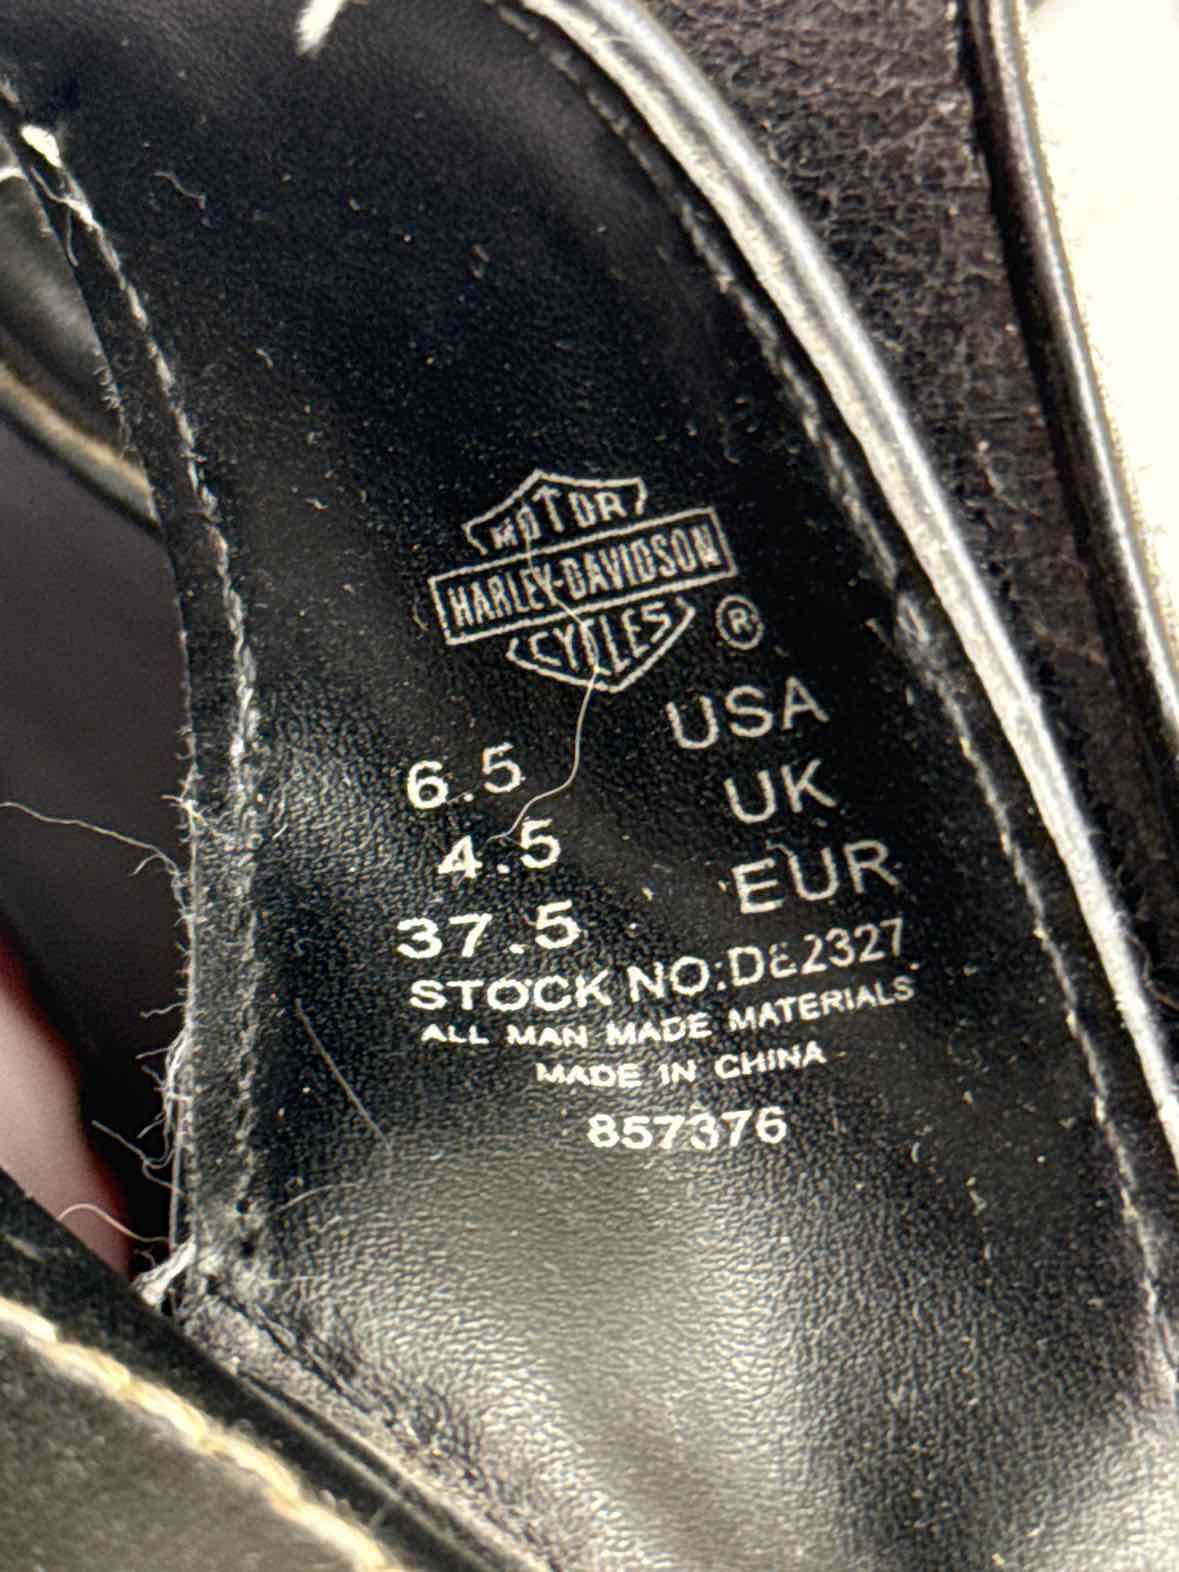 MOTOR
HARLEY-DAVIDSON
CYCLES ®
6.5 USA
4.5 UK
37.5 EUR
STOCK NO:D82327
ALL MAN MADE MATERIALS
MADE IN CHINA
857376